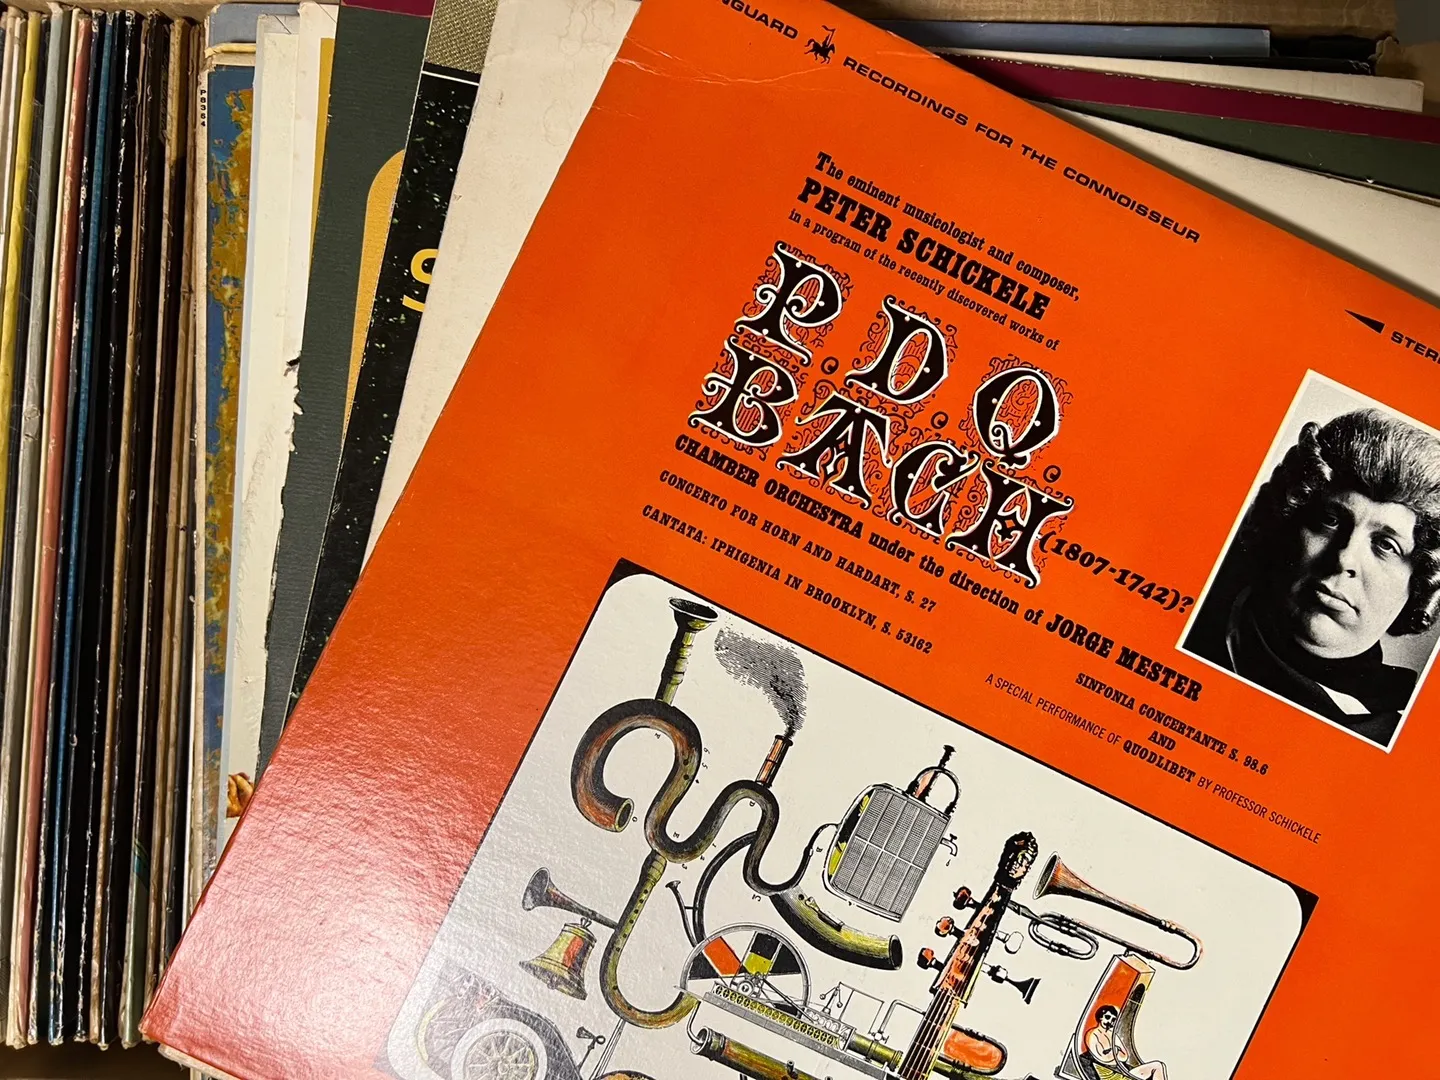 NGUARD RECORDINGS FOR THE CONNOISSEUR
The eminent musicologist and composer,
PETER SCHICKELE
in a program of the recently discovered works of
P. D. Q.
BACH (1807-1742)?
CHAMBER ORCHESTRA under the direction of JORGE MESTER
CONCERTO FOR HORN AND HARDART, S. 27
CANTATA: IPHIGENIA IN BROOKLYN, S. 53162
SINFONIA CONCERTANTE S. 98.6
AND
A SPECIAL PERFORMANCE OF QUODLIBET BY PROFESSOR SCHICKELE
STER
P8364
S